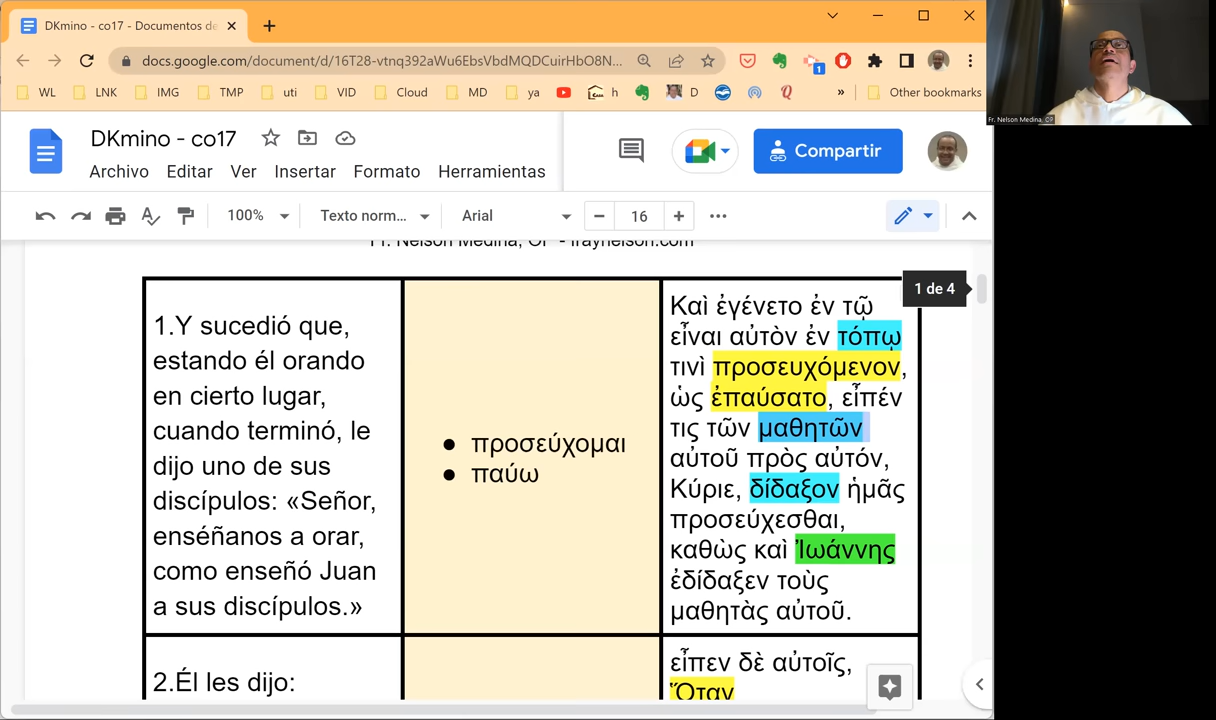 DKmino - co17 - Documentos de
docs.google.com/document/d/16T28-vtnq392aWu6EbsVbdMQDCuirHbO8N...
1
WL LNK IMG TMP uti VID Cloud MD ya h D » Other bookmarks
Fr. Nelson Medina, OP
DKmino - co17
Compartir
Archivo Editar Ver Insertar Formato Herramientas
100% Texto norm... Arial − 16 +
Fr. Nelson Medina, OP - fraynelson.com
1 de 4
1.Y sucedió que,
estando él orando
en cierto lugar,
cuando terminó, le
dijo uno de sus
discípulos: «Señor,
enséñanos a orar,
como enseñó Juan
a sus discípulos.»
● προσεύχομαι
● παύω
Καὶ ἐγένετο ἐν τῷ
εἶναι αὐτὸν ἐν τόπῳ
τινὶ προσευχόμενον,
ὡς ἐπαύσατο, εἶπέν
τις τῶν μαθητῶν
αὐτοῦ πρὸς αὐτόν,
Κύριε, δίδαξον ἡμᾶς
προσεύχεσθαι,
καθὼς καὶ Ἰωάννης
ἐδίδαξεν τοὺς
μαθητὰς αὐτοῦ.
2.Él les dijo:
εἶπεν δὲ αὐτοῖς,
Ὅταν